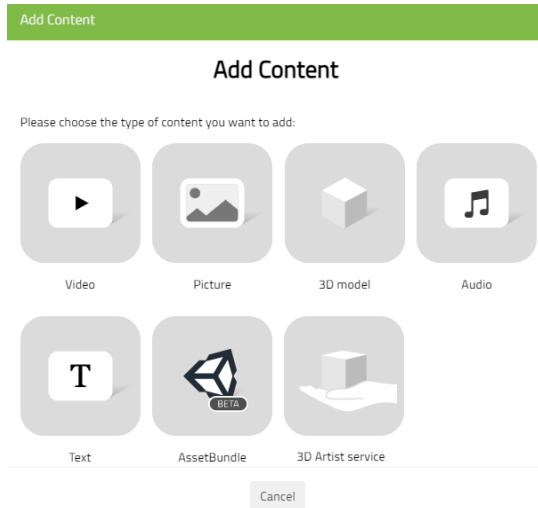 Add Content
Add Content
Please choose the type of content you want to add:
Video Picture 3D model Audio
T
BETA
Text AssetBundle 3D Artist service
Cancel